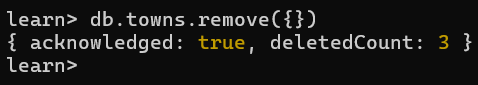 learn> db.towns.remove({})
{ acknowledged: true, deletedCount: 3 }
learn>